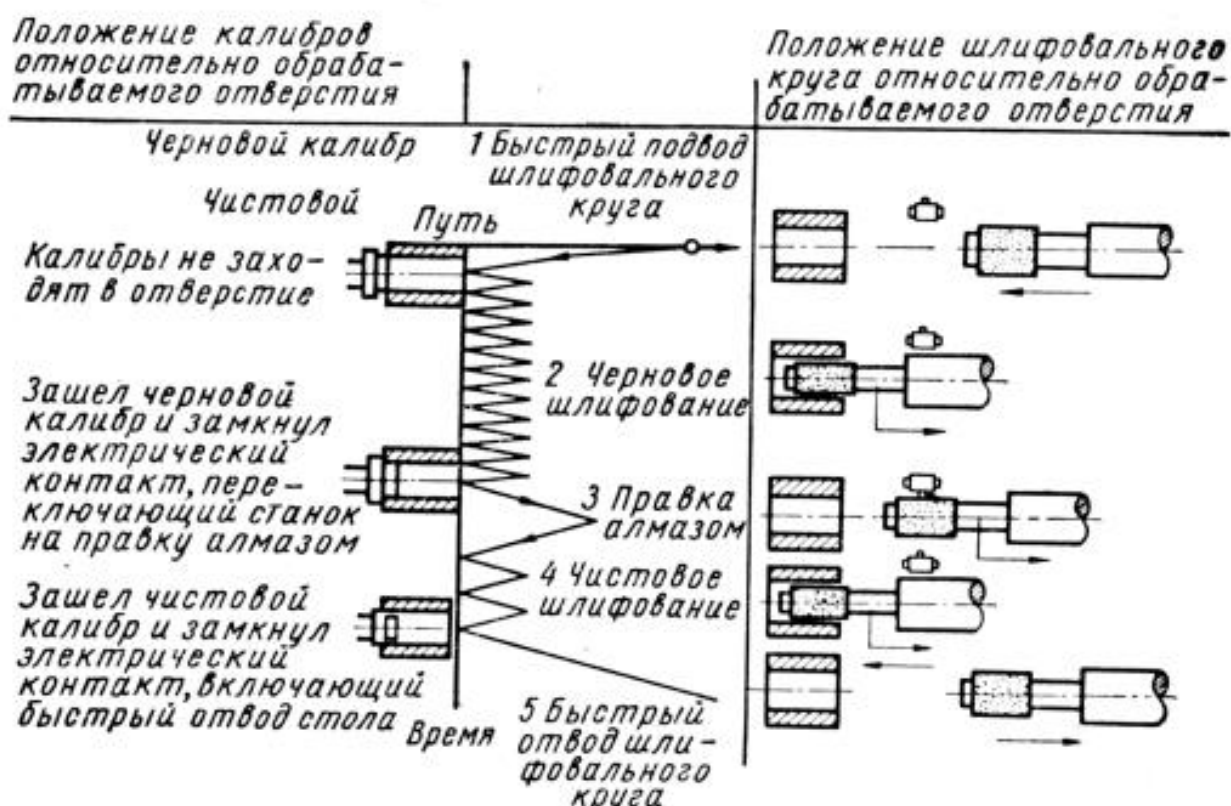 Положение калибров
относительно обраба-
тываемого отверстия
Положение шлифовального
круга относительно обра-
батываемого отверстия
Черновой калибр
Чистовой
Путь
1 Быстрый подвод
шлифовального
круга
Калибры не захо-
дят в отверстие
2 Черновое
шлифование
Зашел черновой
калибр и замкнул
электрический
контакт, пере-
ключающий станок
на правку алмазом
3 Правка
алмазом
4 Чистовое
шлифование
Зашел чистовой
калибр и замкнул
электрический
контакт, включающий
быстрый отвод стола
Время
5 Быстрый
отвод шли-
фовального
круга